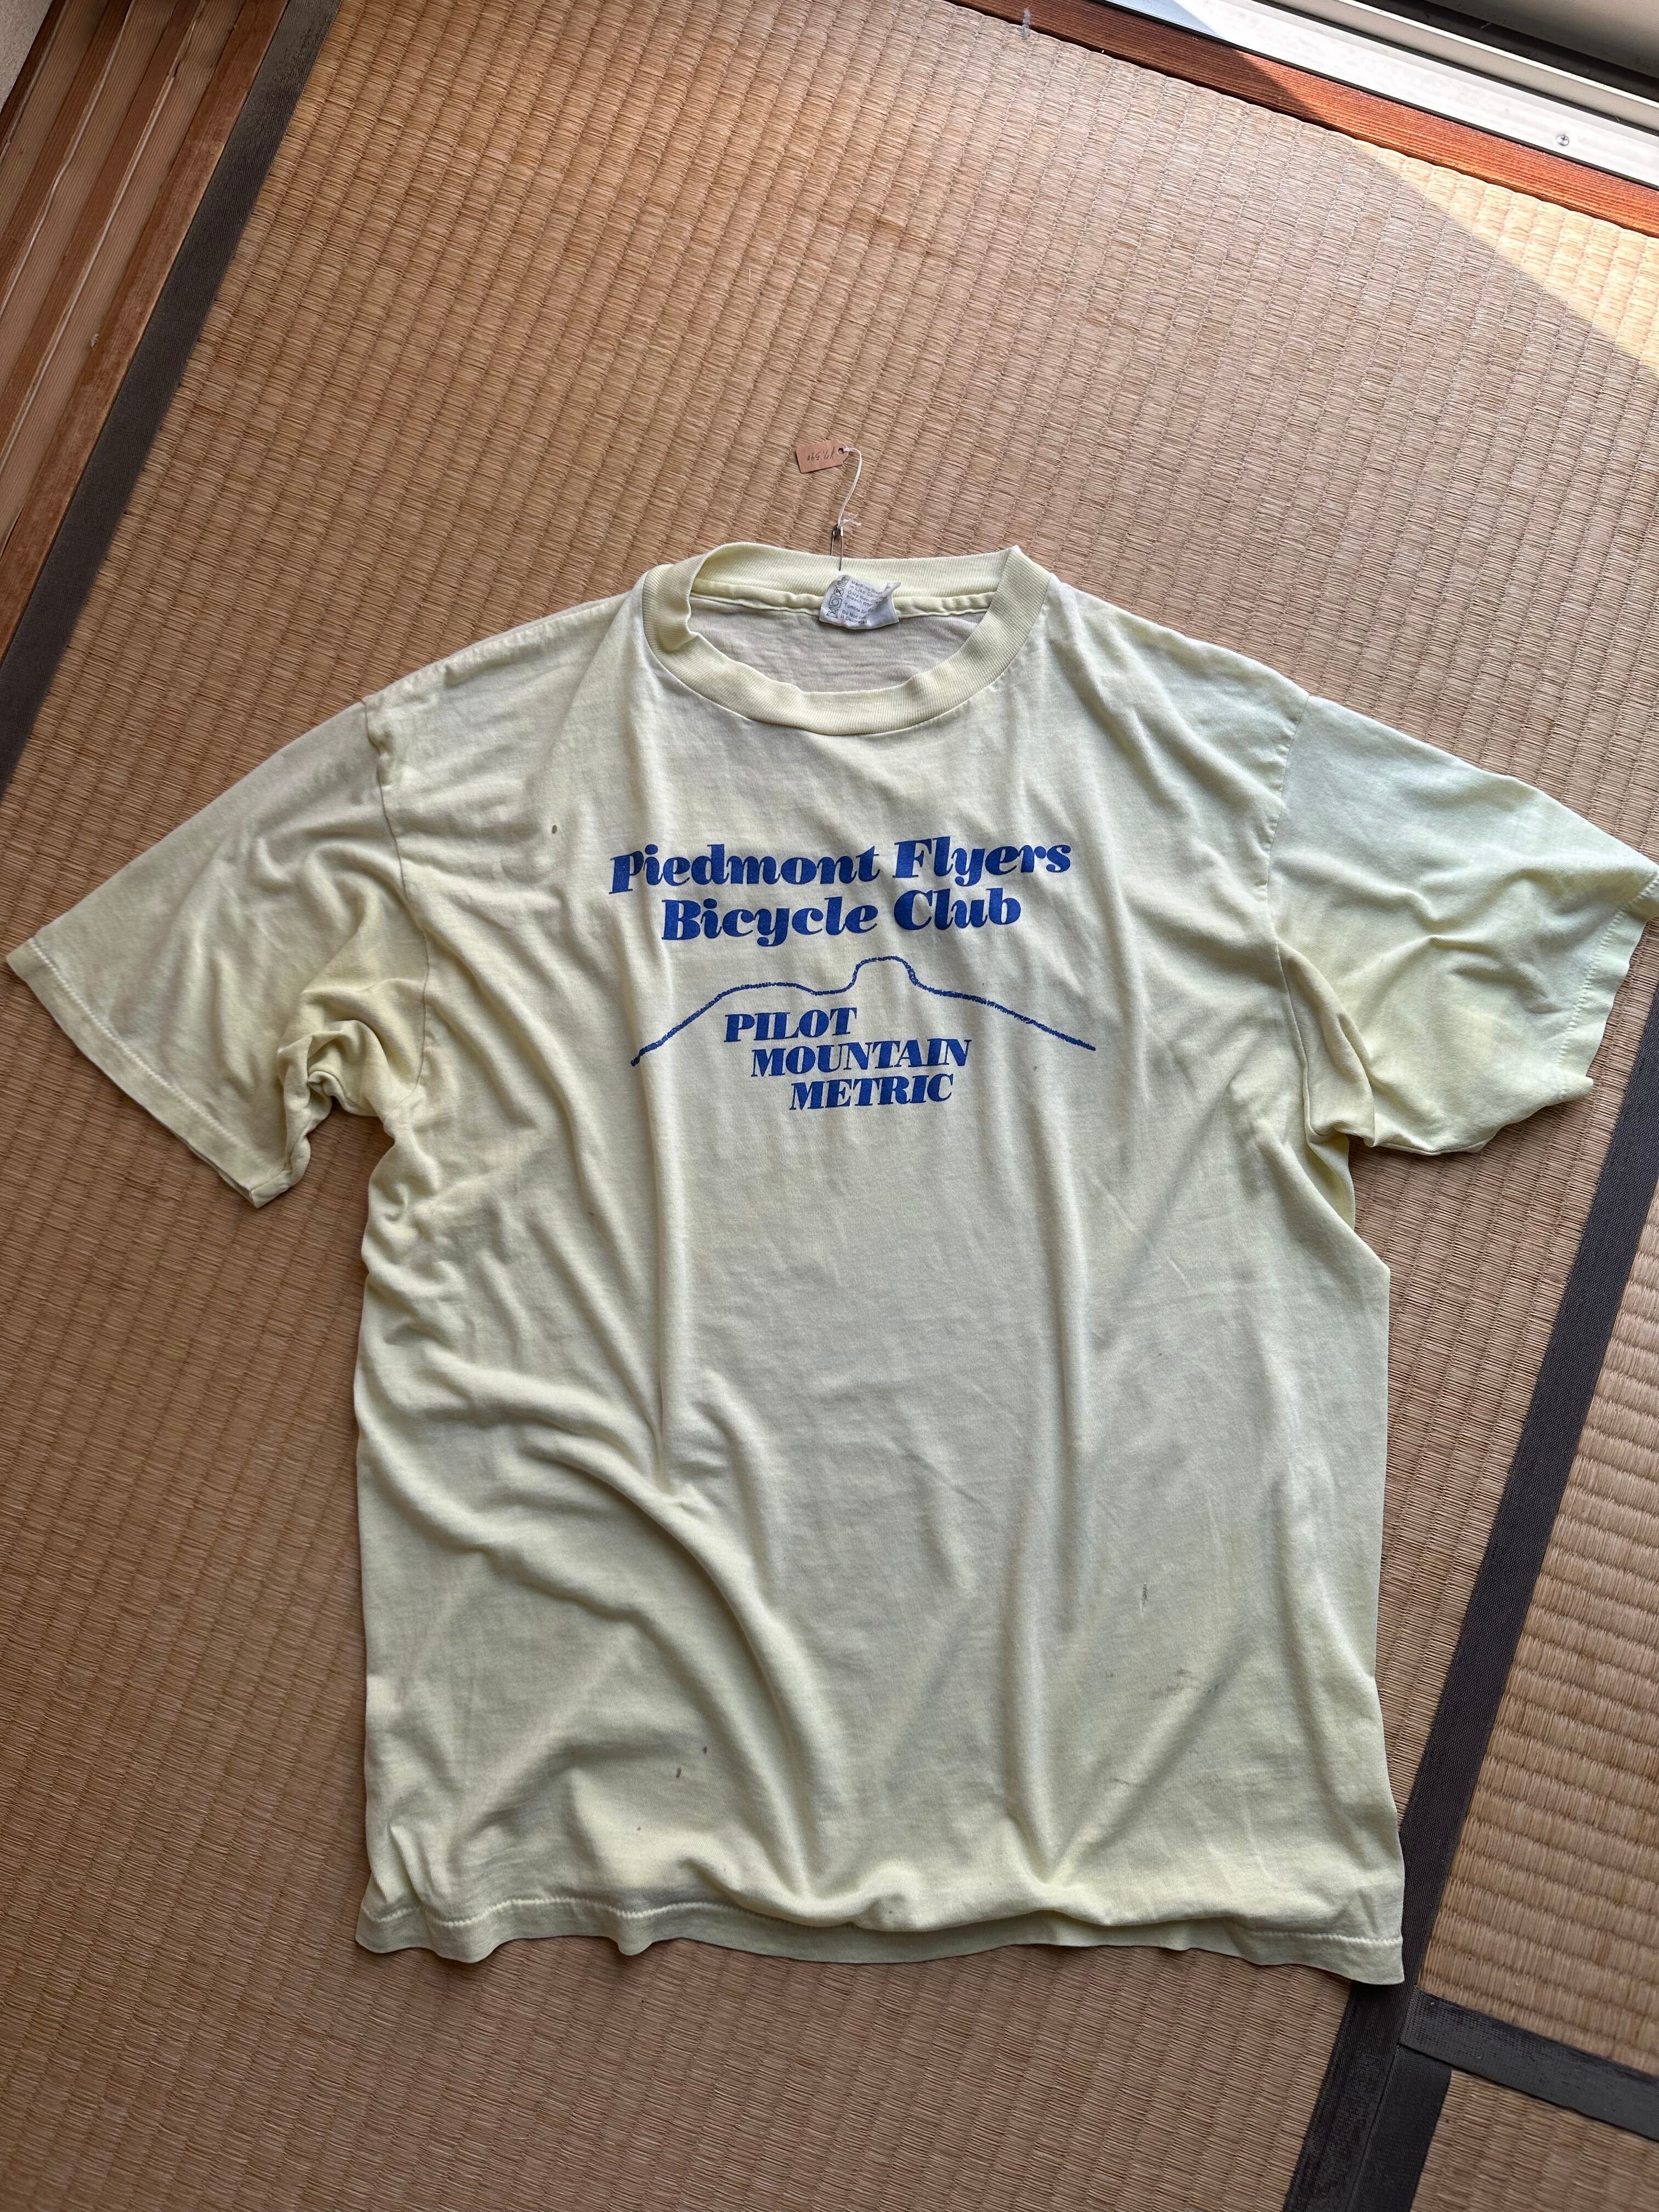 Piedmont Flyers
Bicycle Club
PILOT
MOUNTAIN
METRIC